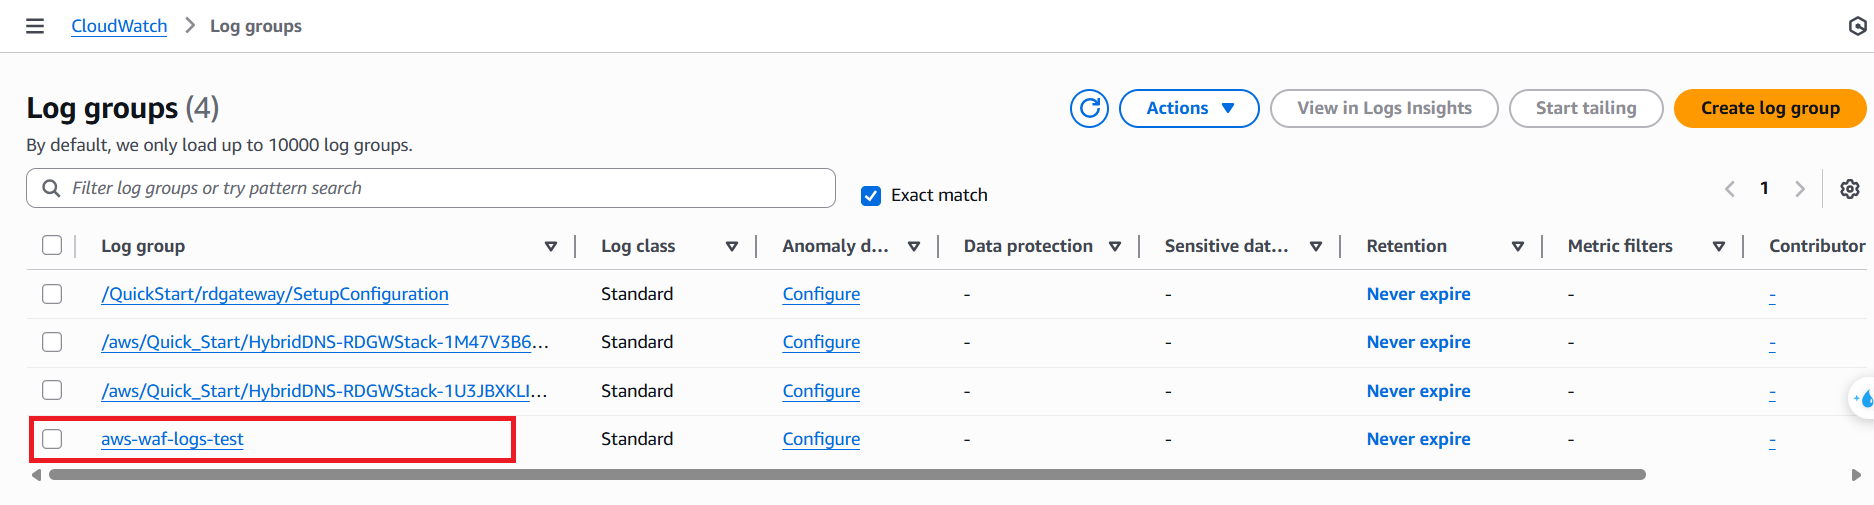 CloudWatch > Log groups
Log groups (4)
Actions View in Logs Insights Start tailing Create log group
By default, we only load up to 10000 log groups.
Filter log groups or try pattern search Exact match 1
Log group Log class Anomaly d... Data protection Sensitive dat... Retention Metric filters Contributor
/QuickStart/rdgateway/SetupConfiguration Standard Configure - - Never expire - -
/aws/Quick_Start/HybridDNS-RDGWStack-1M47V3B6... Standard Configure - - Never expire - -
/aws/Quick_Start/HybridDNS-RDGWStack-1U3JBXKLI... Standard Configure - - Never expire - -
aws-waf-logs-test Standard Configure - - Never expire - -